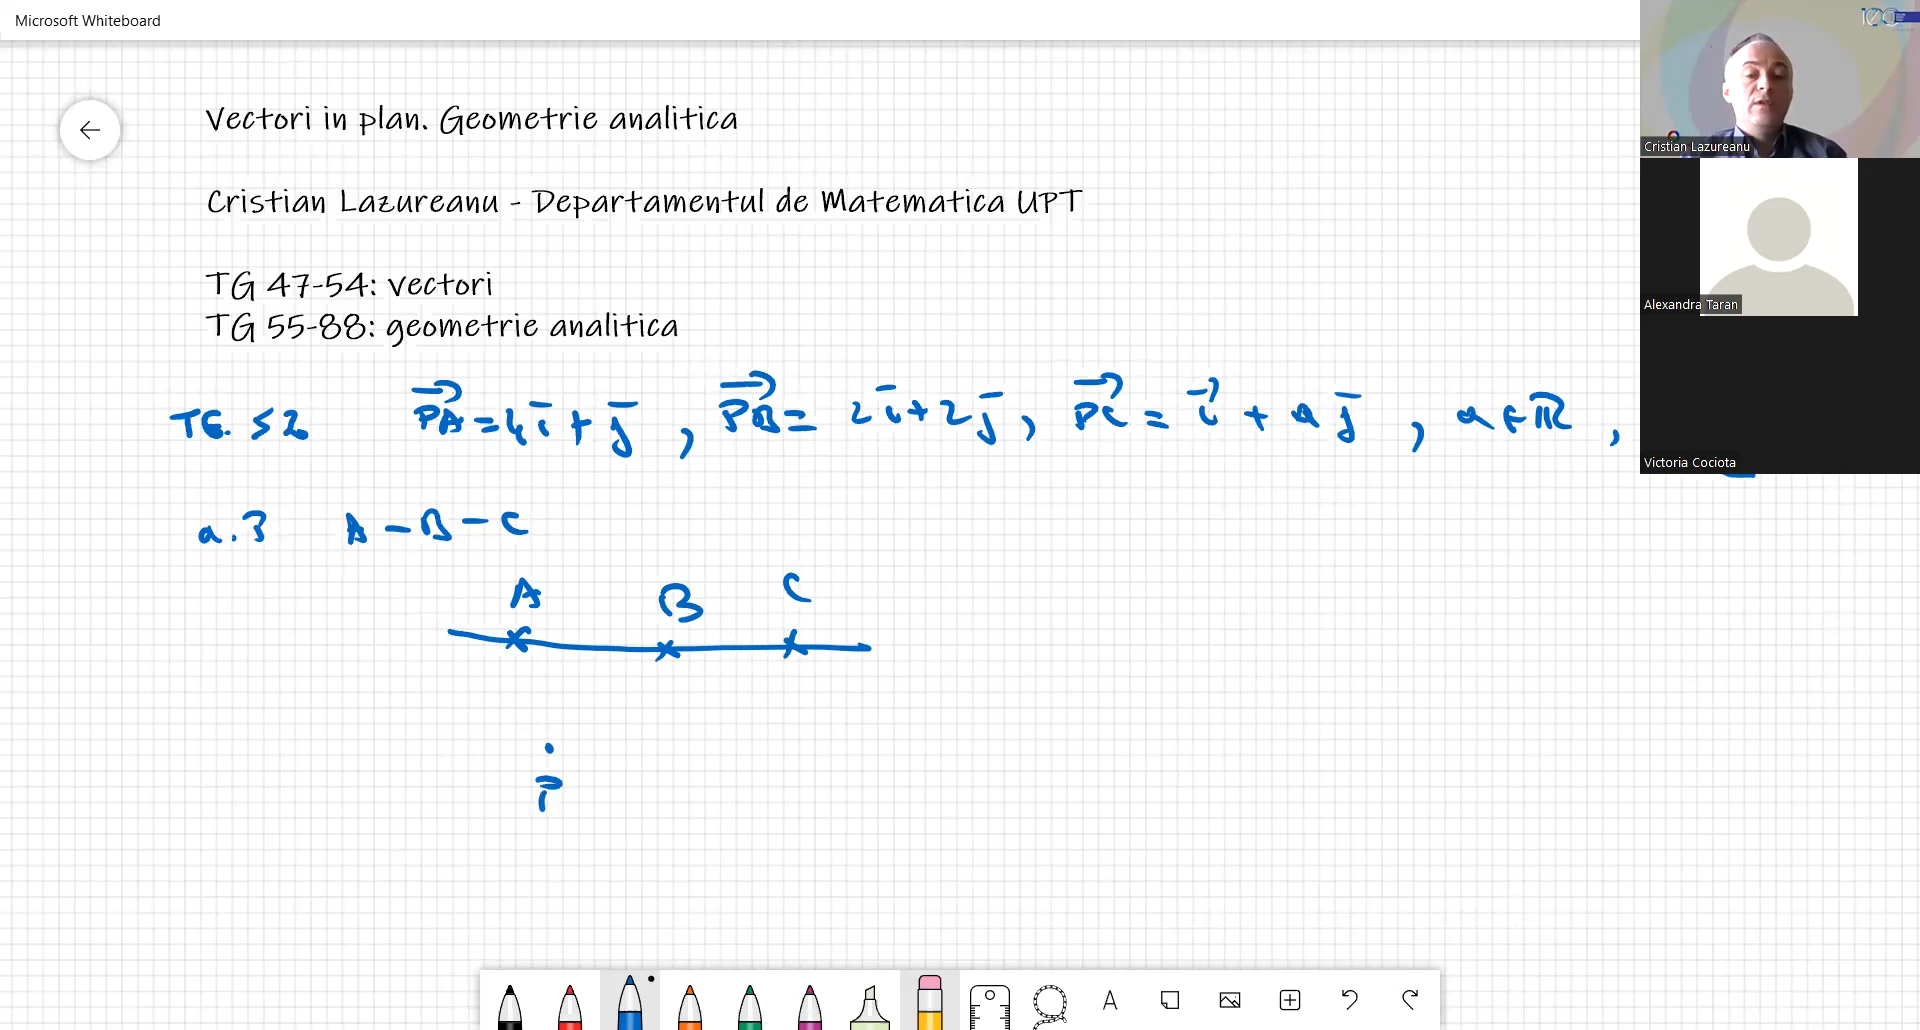 Microsoft Whiteboard
Vectori in plan. Geometrie analitica
Cristian Lazureanu - Departamentul de Matematica UPT
TG 47-54: vectori
TG 55-88: geometrie analitica
TG. 52 PA = 4i + j , PB = 2i + 2j , PC = i + aj , a ∈ ℝ ,
a. ? A - B - C
A B C
P
Cristian Lazureanu
Alexandra Taran
Victoria Cociota